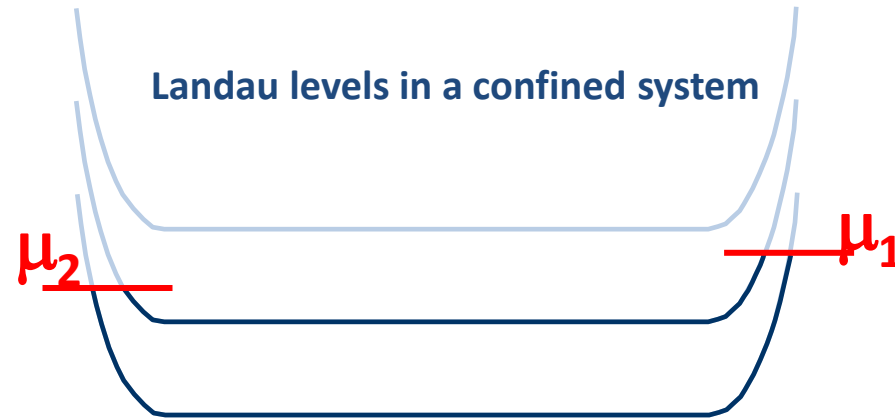 Landau levels in a confined system
μ₂
μ₁